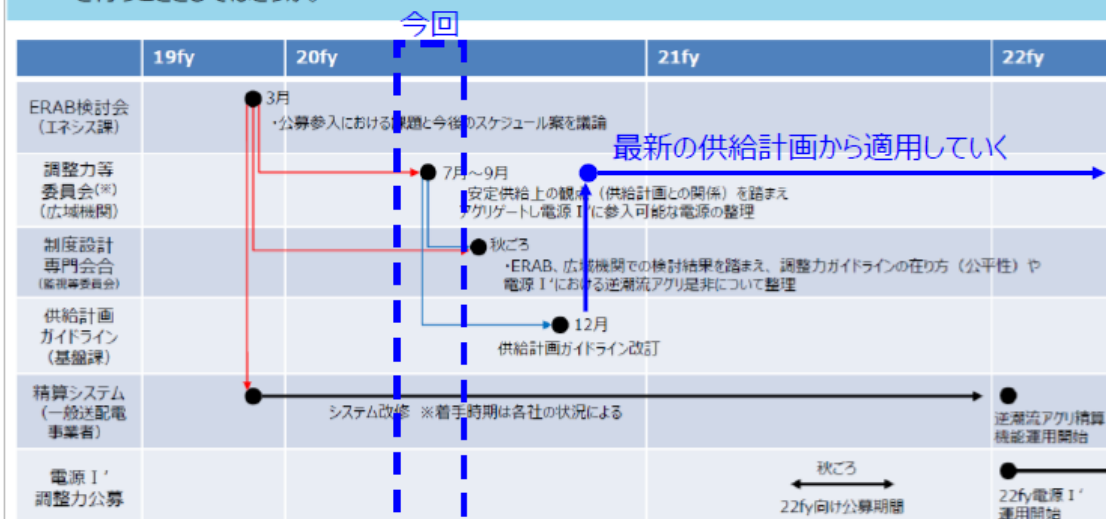 今回
19fy 20fy 21fy 22fy
ERAB検討会
(エネシス課)
3月
・公募参入における課題と今後のスケジュール案を議論
最新の供給計画から適用していく
調整力等
委員会(※)
(広域機関)
7月~9月
・安定供給上の観点(供給計画との関係)を踏まえ
アグリゲートし電源Ⅰ’に参入可能な電源の整理
制度設計
専門会合
(監視等委員会)
秋ごろ
・ERAB、広域機関での検討結果を踏まえ、調整力ガイドラインの在り方(公平性)や
電源Ⅰ’における逆潮流アグリ是非について整理
供給計画
ガイドライン
(基盤課)
12月
供給計画ガイドライン改訂
精算システム
(一般送配電
事業者)
システム改修 ※着手時期は各社の状況による
逆潮流アグリ精算
機能運用開始
電源Ⅰ’
調整力公募
秋ごろ
22fy向け公募期間
22fy電源Ⅰ’
運用開始